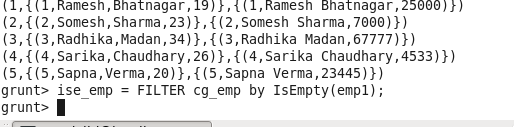 (1,{(1,Ramesh,Bhatnagar,19)},{(1,Ramesh Bhatnagar,25000)})
(2,{(2,Somesh,Sharma,23)},{(2,Somesh Sharma,7000)})
(3,{(3,Radhika,Madan,34)},{(3,Radhika Madan,67777)})
(4,{(4,Sarika,Chaudhary,26)},{(4,Sarika Chaudhary,4533)})
(5,{(5,Sapna,Verma,20)},{(5,Sapna Verma,23445)})
grunt> ise_emp = FILTER cg_emp by IsEmpty(emp1);
grunt>